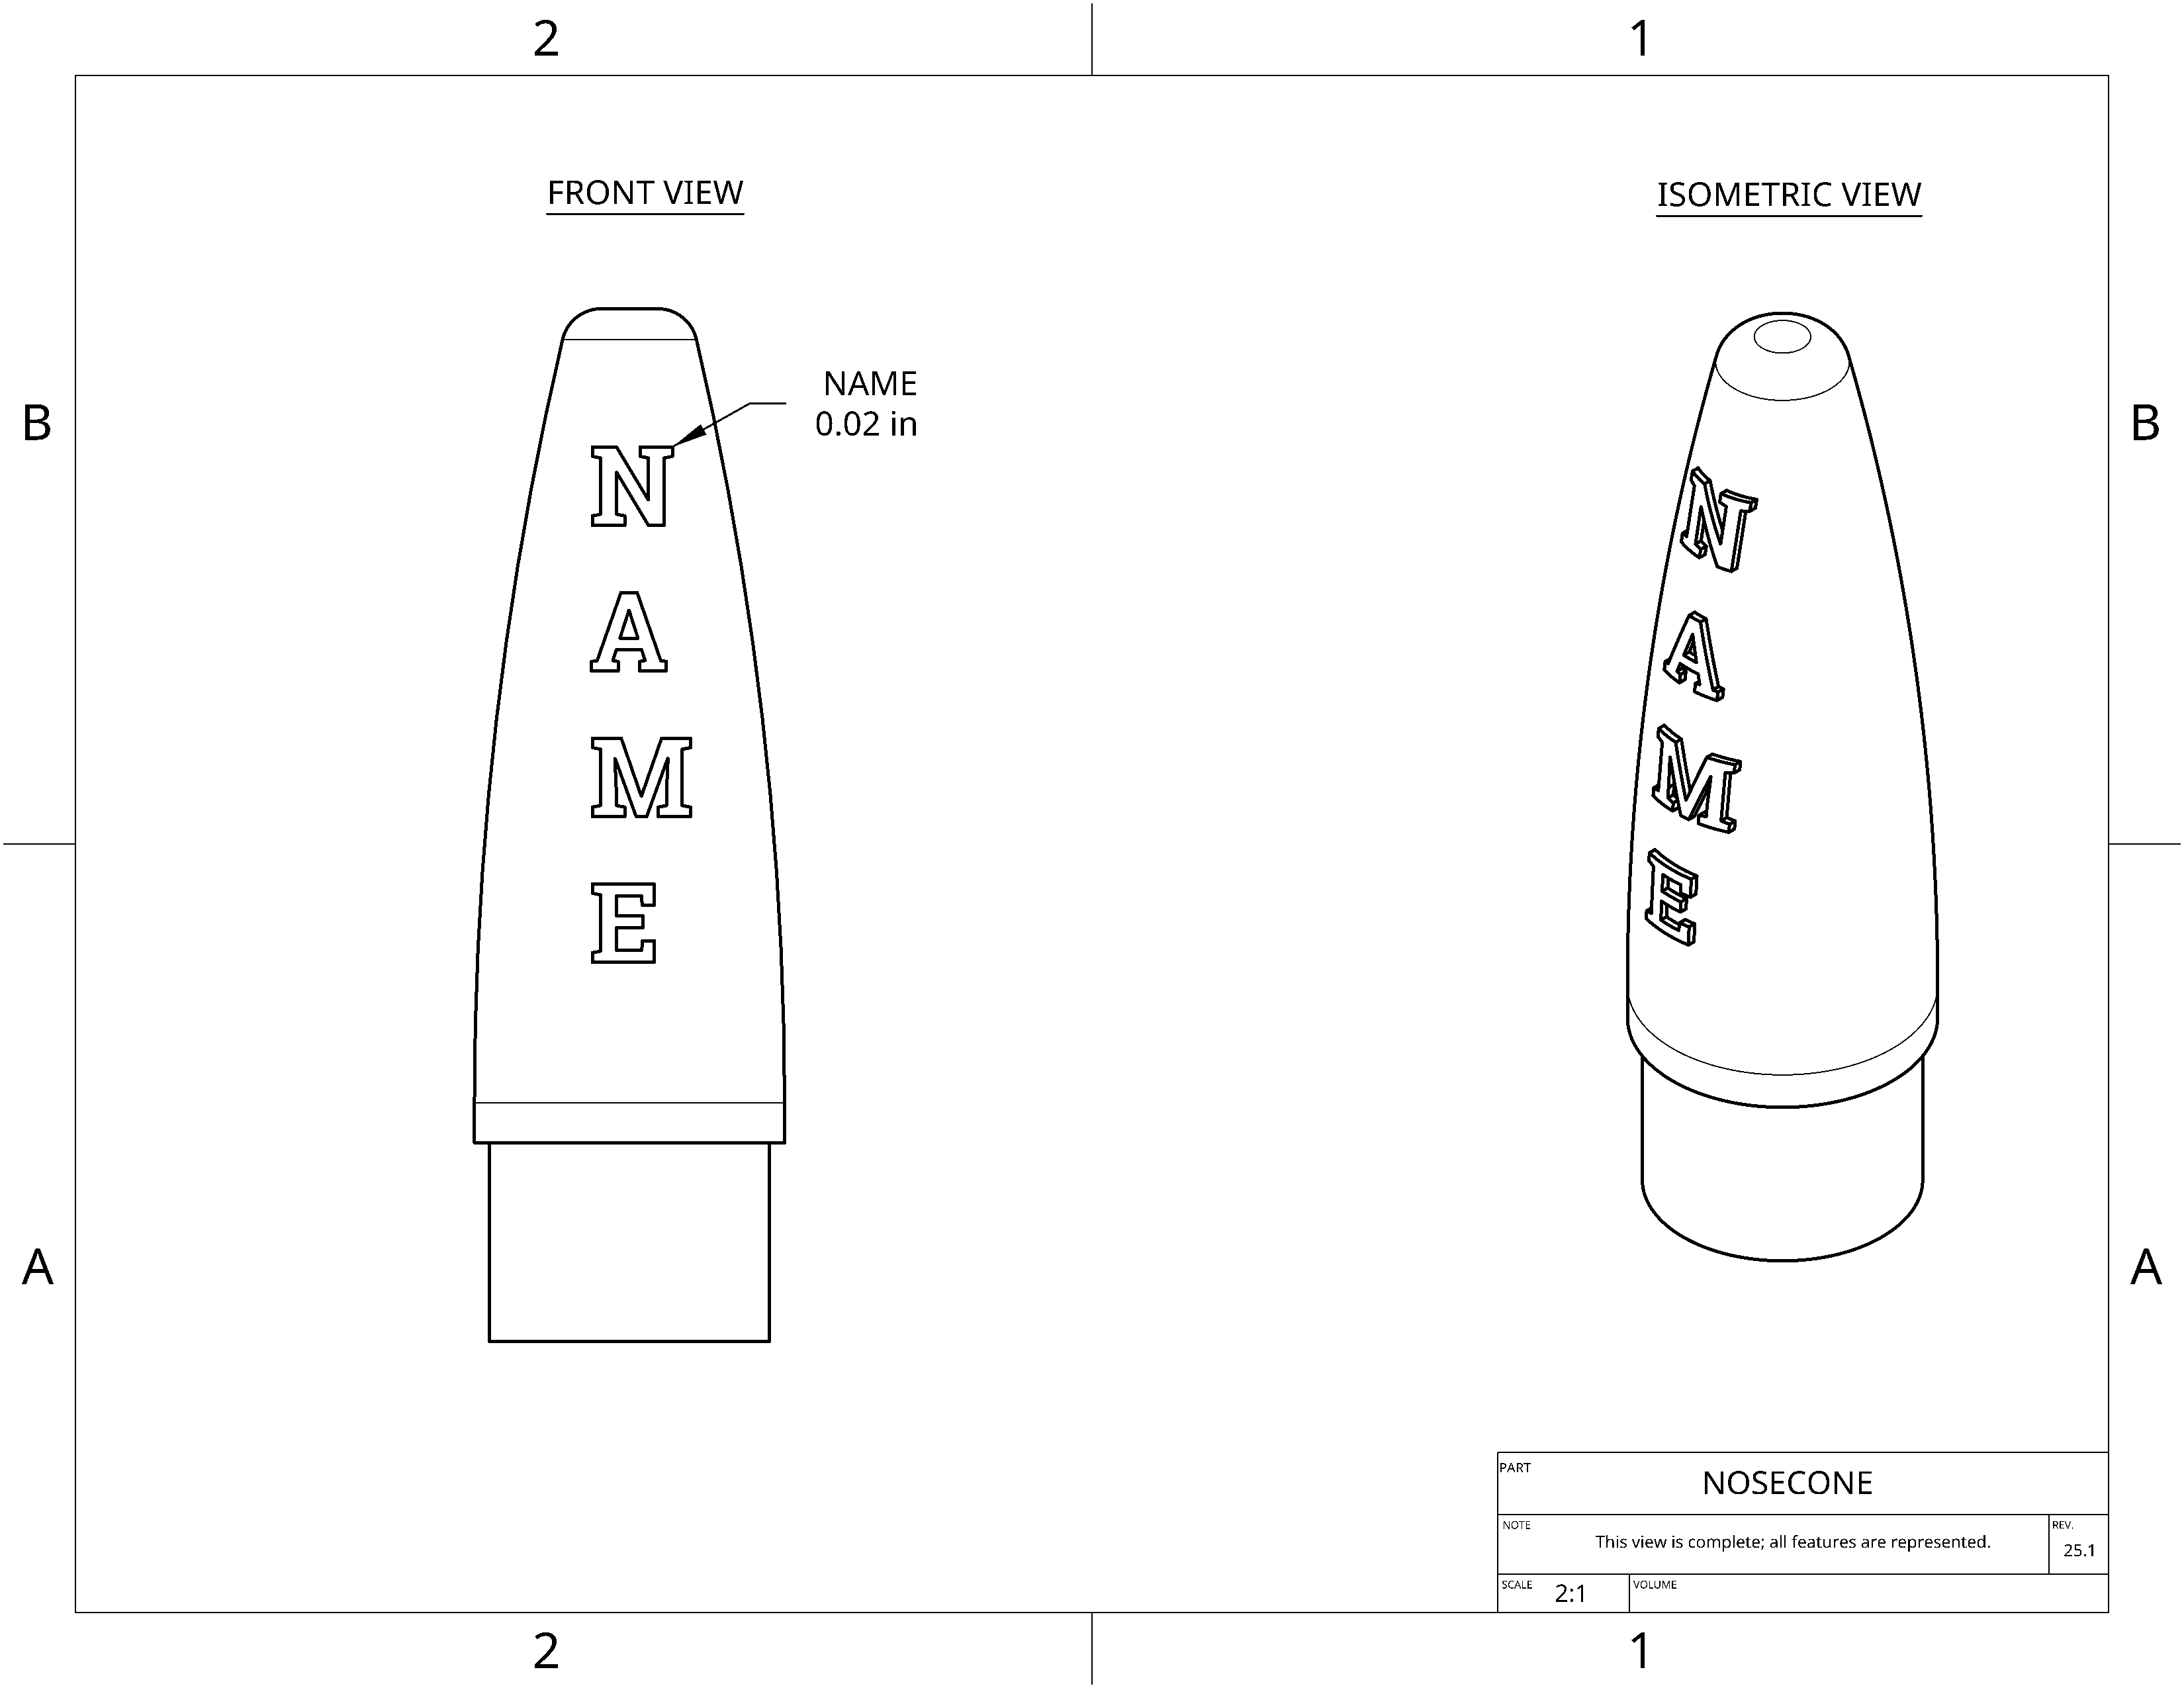 2 1
FRONT VIEW
ISOMETRIC VIEW
NAME
0.02 in
B
B
N
A
M
E
N
A
M
E
A
A
PART
NOSECONE
NOTE
This view is complete; all features are represented.
REV.
25.1
SCALE
2:1
VOLUME
2 1